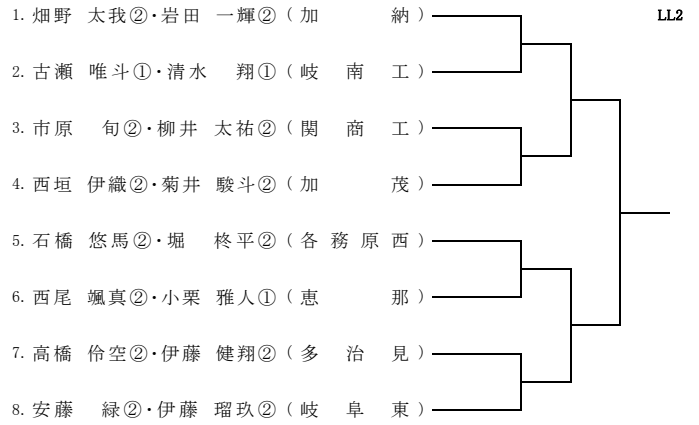 1. 畑野 太我②・岩田 一輝②(加納) LL2
2. 古瀬 唯斗①・清水 翔①(岐南工)
3. 市原 旬②・柳井 太祐②(関商工)
4. 西垣 伊織②・菊井 駿斗②(加茂)
5. 石橋 悠馬②・堀 柊平②(各務原西)
6. 西尾 颯真②・小栗 雅人①(恵那)
7. 高橋 伶空②・伊藤 健翔②(多治見)
8. 安藤 緑②・伊藤 瑠玖②(岐阜東)